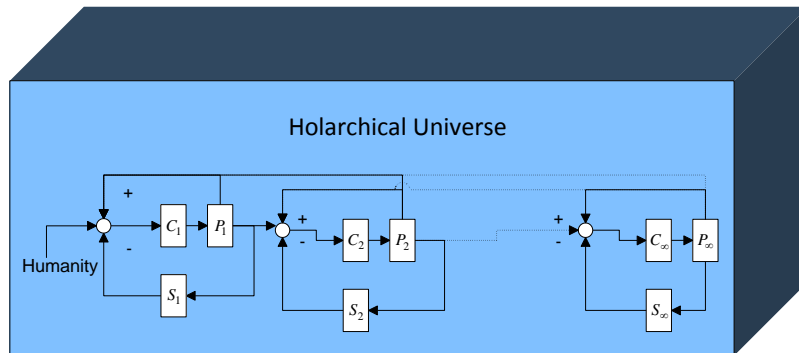 Holarchical Universe
+
C1
P1
+
C2
P2
+
C∞
P∞
-
-
-
Humanity
S1
S2
S∞